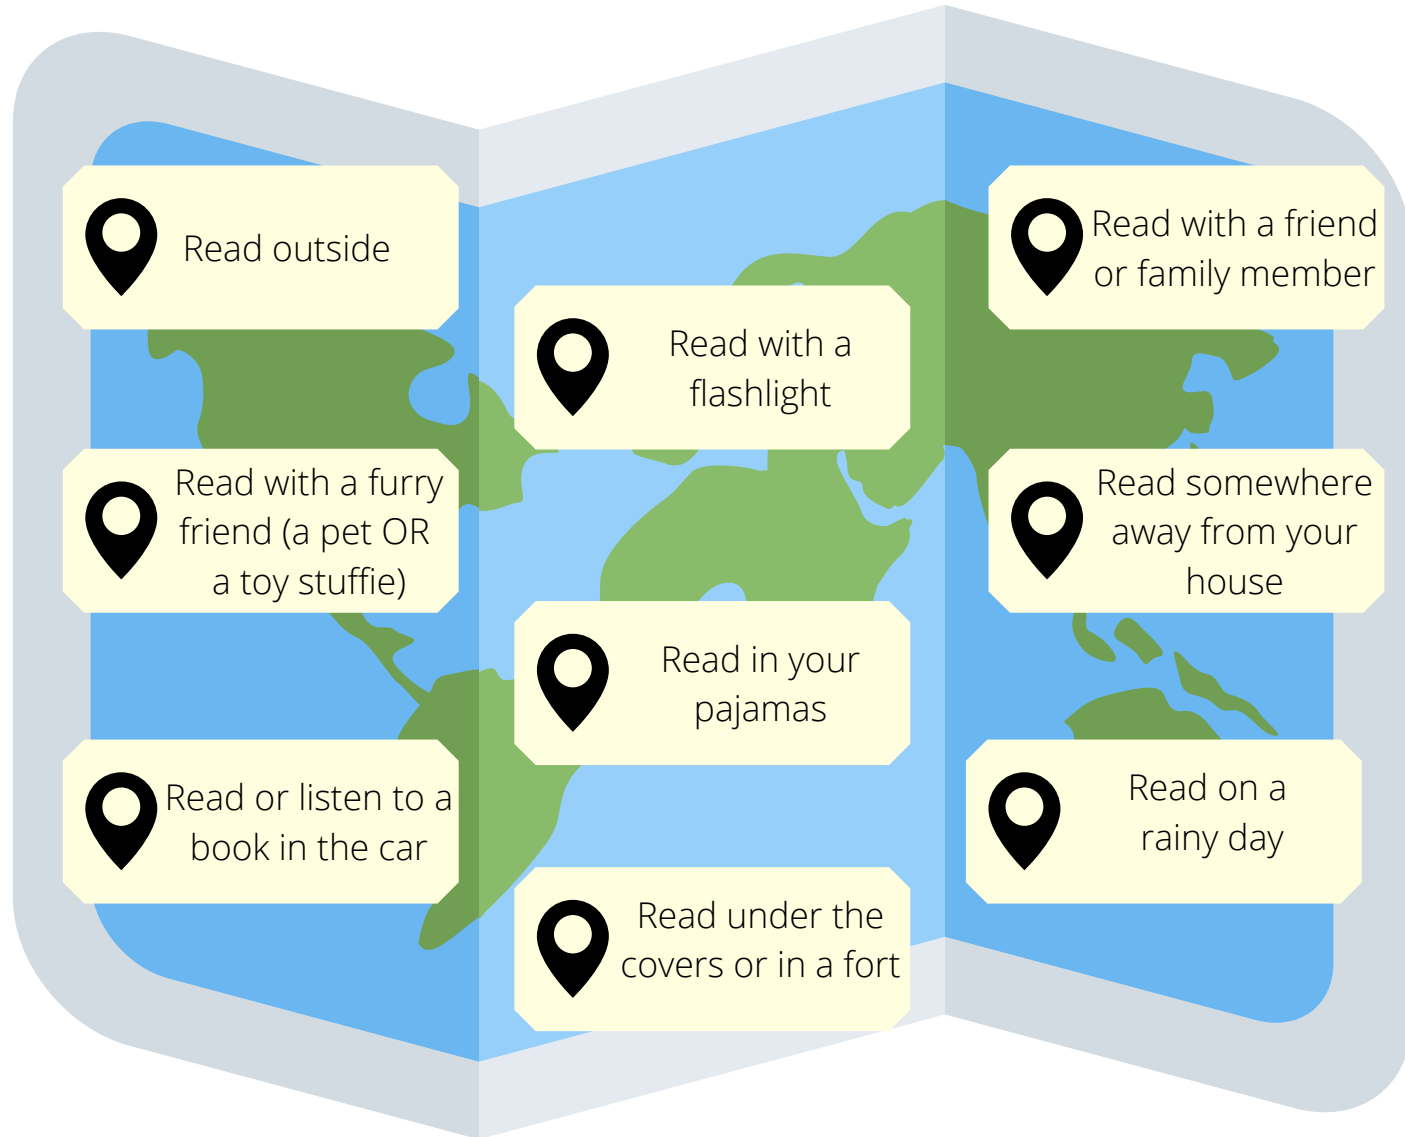 Read outside
Read with a furry
friend (a pet OR
a toy stuffie)
Read or listen to a
book in the car
Read with a
flashlight
Read in your
pajamas
Read under the
covers or in a fort
Read with a friend
or family member
Read somewhere
away from your
house
Read on a
rainy day